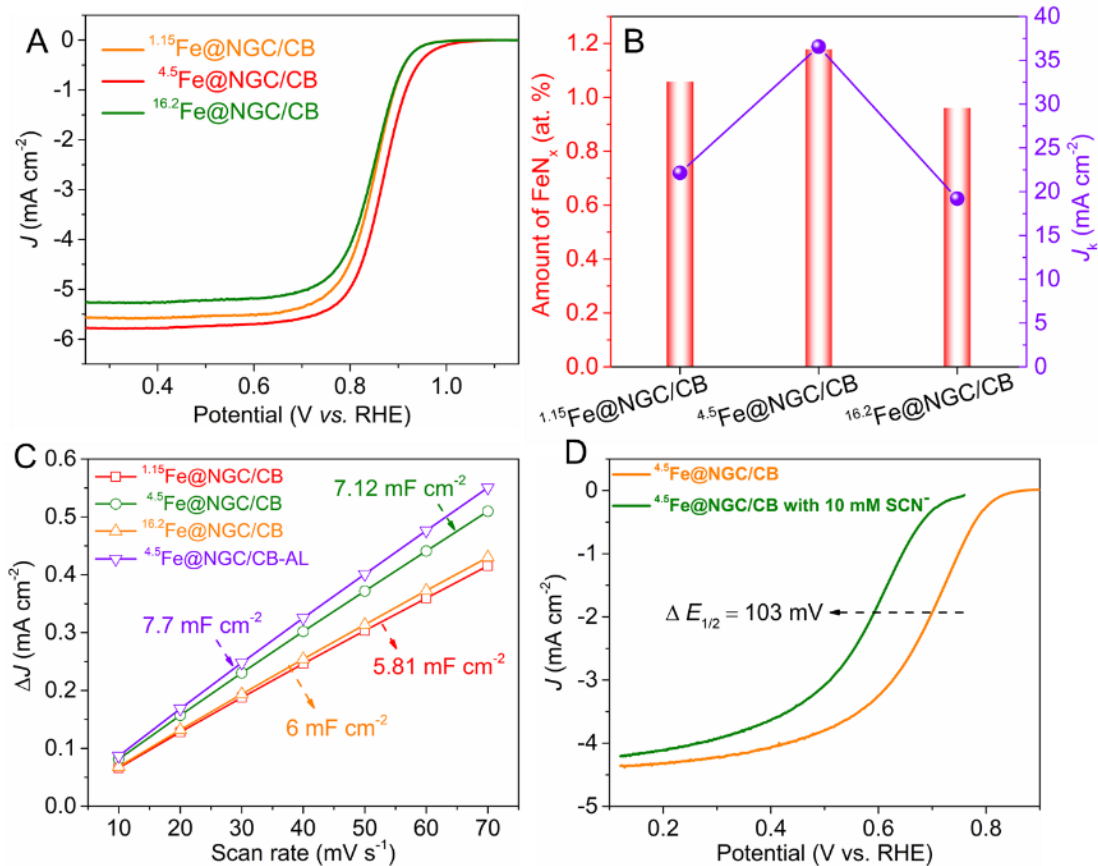 A
1.15Fe@NGC/CB
4.5Fe@NGC/CB
16.2Fe@NGC/CB
J (mA cm-2)
0
-1
-2
-3
-4
-5
-6
0.4
0.6
0.8
1.0
Potential (V vs. RHE)
B
Amount of FeNx (at. %)
1.2
1.0
0.8
0.6
0.4
0.2
0.0
40
35
30
25
20
15
10
5
0
Jk (mA cm-2)
1.15Fe@NGC/CB
4.5Fe@NGC/CB
16.2Fe@NGC/CB
C
1.15Fe@NGC/CB
4.5Fe@NGC/CB
16.2Fe@NGC/CB
4.5Fe@NGC/CB-AL
7.12 mF cm-2
7.7 mF cm-2
5.81 mF cm-2
6 mF cm-2
ΔJ (mA cm-2)
0.6
0.5
0.4
0.3
0.2
0.1
0.0
10
20
30
40
50
60
70
Scan rate (mV s-1)
D
4.5Fe@NGC/CB
4.5Fe@NGC/CB with 10 mM SCN-
Δ E1/2 = 103 mV
J (mA cm-2)
0
-1
-2
-3
-4
-5
0.2
0.4
0.6
0.8
Potential (V vs. RHE)